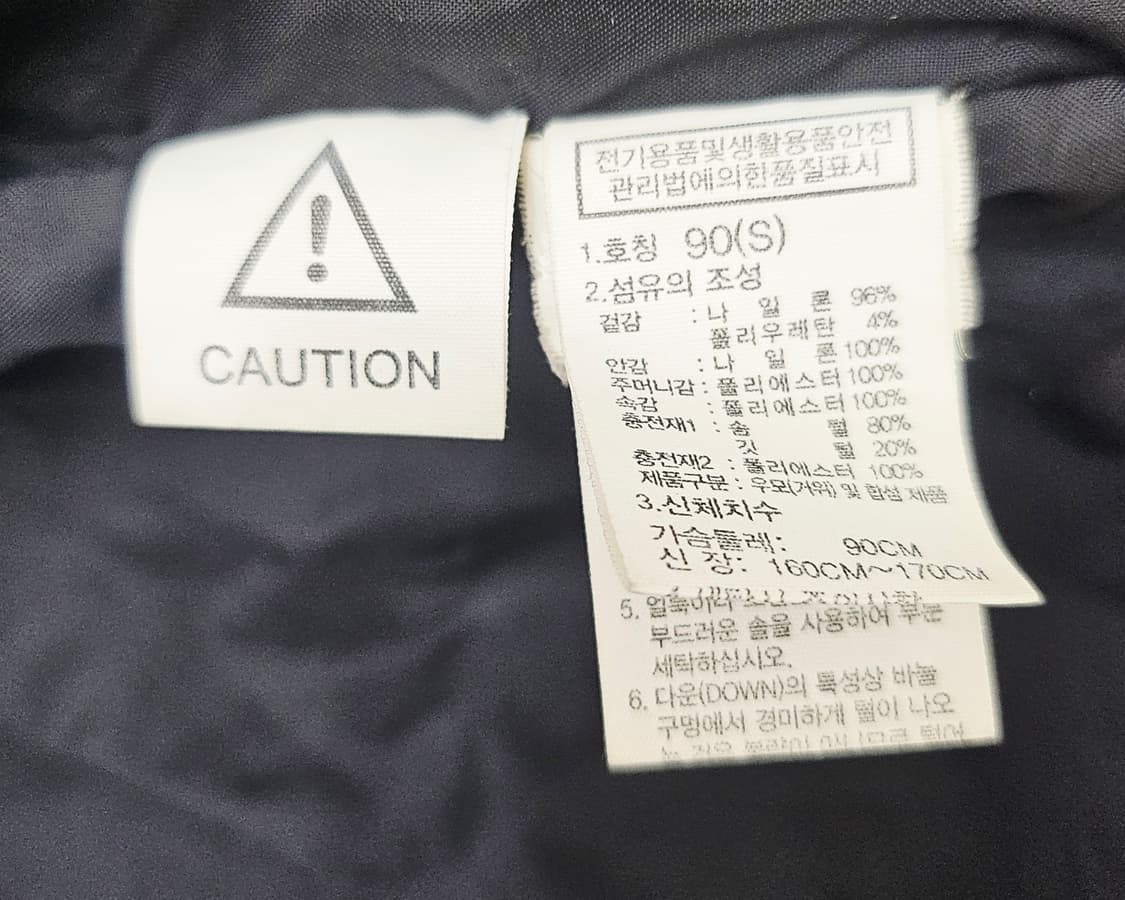 CAUTION
전기용품및생활용품안전
관리법에의한품질표시
1.호칭 90(S)
2.섬유의 조성
겉감 : 나 일 론 96%
폴리우레탄 4%
안감 : 나 일 론 100%
주머니감 : 폴리에스터 100%
속감 : 폴리에스터 100%
충전재1 : 솜 털 80%
깃 털 20%
충전재2 : 폴리에스터 100%
제품구분 : 우모(거위) 및 합성 제품
3.신체치수
가슴둘레: 90CM
신 장: 160CM~170CM
5. 얼룩이나
부드러운 솔을 사용하여 부분
세탁하십시오.
6. 다운(DOWN)의 특성상 바늘
구멍에서 경미하게 털이 나오